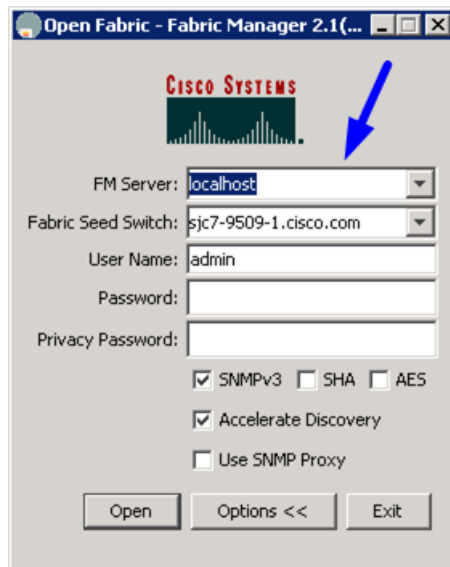 Open Fabric - Fabric Manager 2.1(...
CISCO SYSTEMS
FM Server: localhost
Fabric Seed Switch: sjc7-9509-1.cisco.com
User Name: admin
Password:
Privacy Password:
SNMPv3 SHA AES
Accelerate Discovery
Use SNMP Proxy
Open Options << Exit